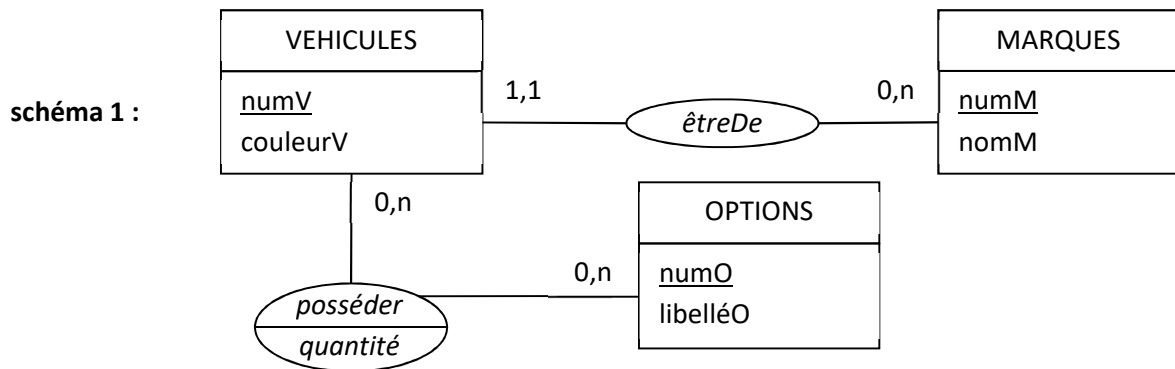 schéma 1 :
VEHICULES
numV
couleurV
1,1
êtreDe
0,n
MARQUES
numM
nomM
0,n
posséder
quantité
0,n
OPTIONS
numO
libelléO